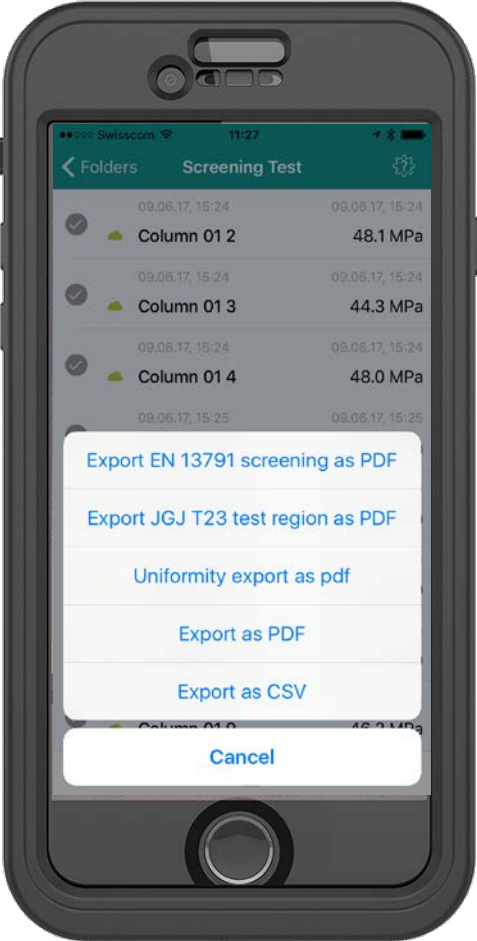 Swisscom 11:27
Folders Screening Test
09.06.17, 15:24 09.06.17, 15:24
Column 01 2 48.1 MPa
09.06.17, 15:24 09.06.17, 15:24
Column 01 3 44.3 MPa
09.06.17, 15:24 09.06.17, 15:24
Column 01 4 48.0 MPa
09.06.17, 15:25 09.06.17, 15:25
Export EN 13791 screening as PDF
Export JGJ T23 test region as PDF
Uniformity export as pdf
Export as PDF
Export as CSV
Column 01 9 46.2 MPa
Cancel